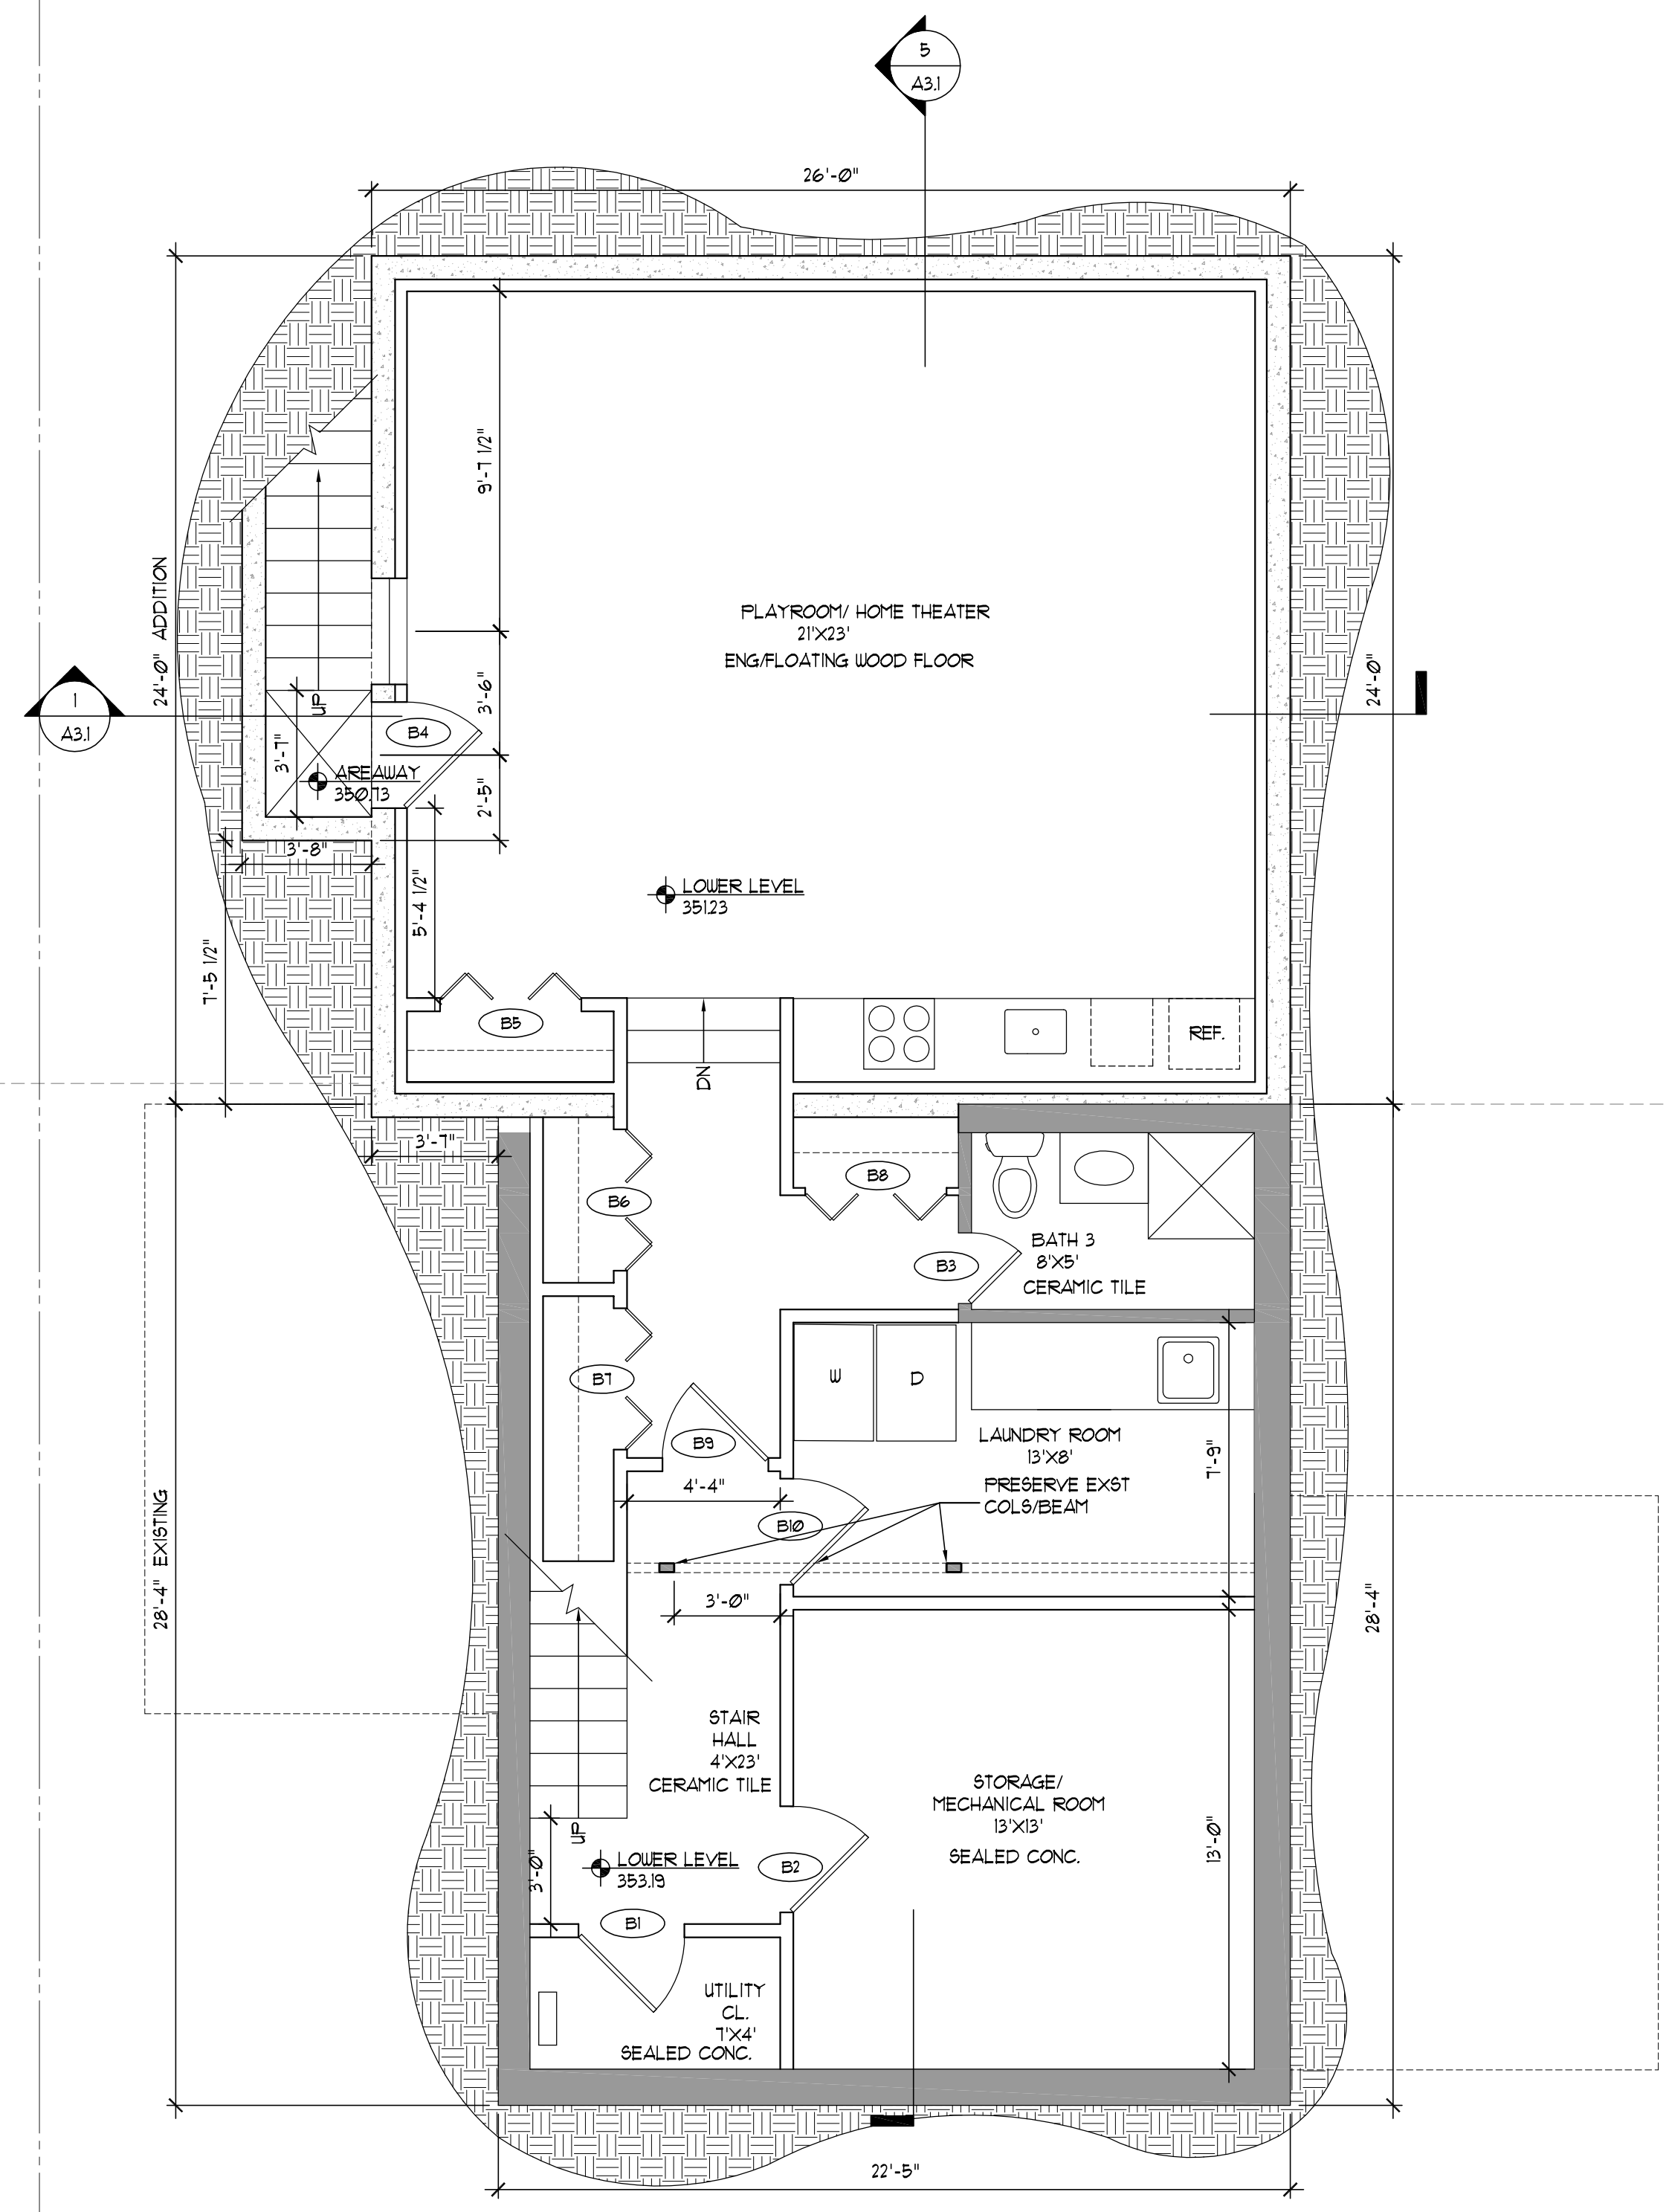 5
A3.1
26'-0"
24'-0" ADDITION
9'-7 1/2"
PLAYROOM/ HOME THEATER
21'X23'
ENG/FLOATING WOOD FLOOR
24'-0"
1
A3.1
UP
3'-6"
B4
3'-7"
AREAWAY
350.73
2'-5"
3'-8"
5'-4 1/2"
LOWER LEVEL
351.23
7'-5 1/2"
B5
REF.
DN
3'-7"
B6
B8
B3
BATH 3
8'X5'
CERAMIC TILE
B7
W
D
B9
LAUNDRY ROOM
13'X8'
7'-9"
4'-4"
PRESERVE EXST
COLS/BEAM
B10
28'-4" EXISTING
3'-0"
28'-4"
STAIR
HALL
4'X23'
CERAMIC TILE
STORAGE/
MECHANICAL ROOM
13'X13'
SEALED CONC.
13'-0"
UP
3'-0"
LOWER LEVEL
353.19
B2
B1
UTILITY
CL.
7'X4'
SEALED CONC.
22'-5"